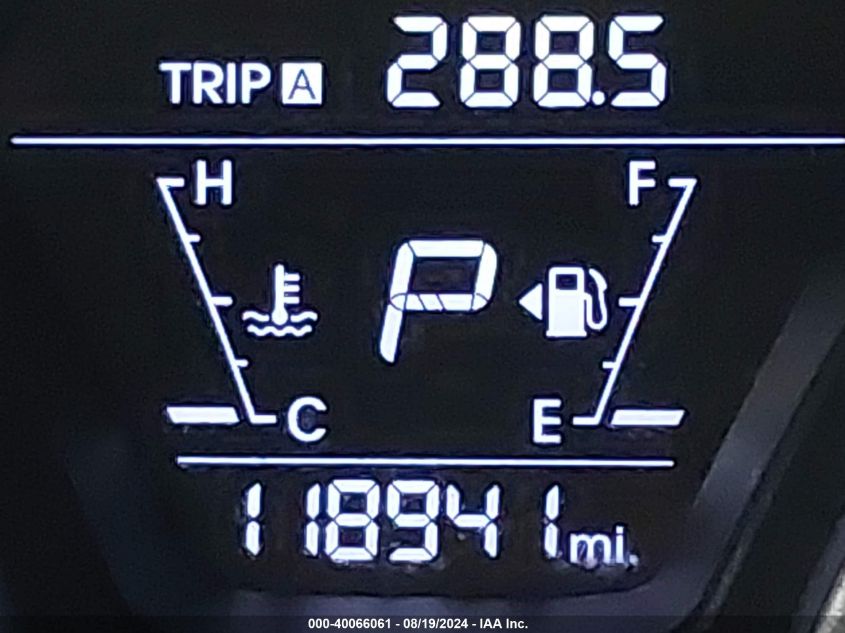 TRIP A 288.5
H F
P
C E
118941 mi.
000-40066061 - 08/19/2024 - IAA Inc.